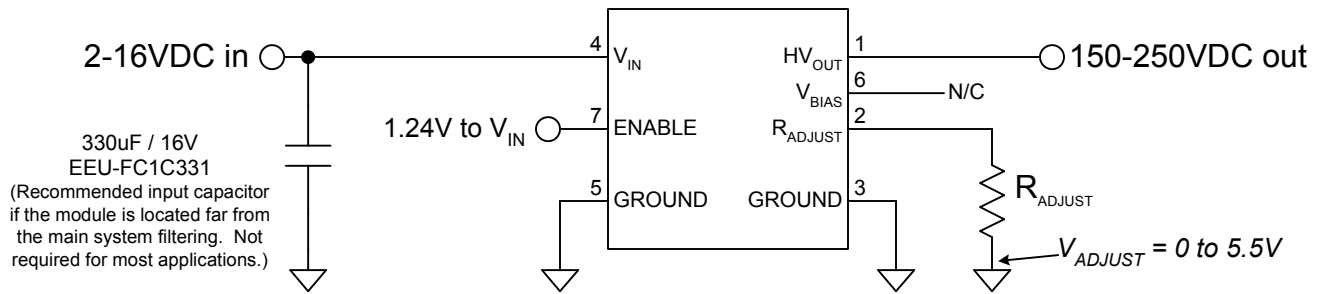 2-16VDC in
4
V_IN
HV_OUT
1
150-250VDC out
V_BIAS
6
N/C
1.24V to V_IN
7
ENABLE
R_ADJUST
2
330uF / 16V
EEU-FC1C331
(Recommended input capacitor
if the module is located far from
the main system filtering. Not
required for most applications.)
5
GROUND
GROUND
3
R_ADJUST
V_ADJUST = 0 to 5.5V